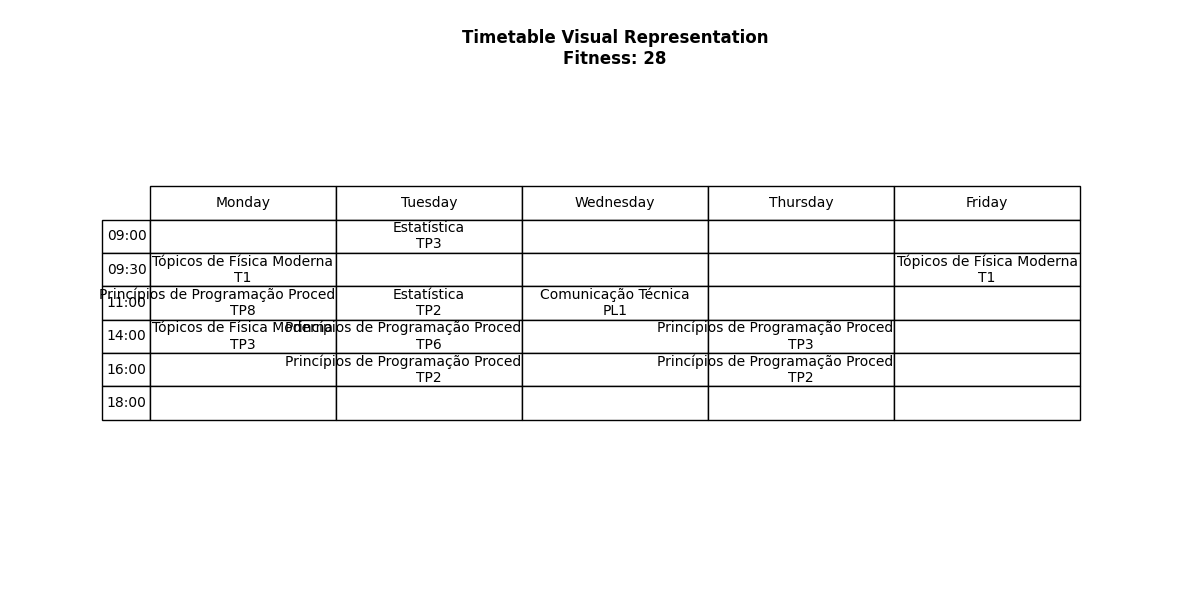 Timetable Visual Representation
Fitness: 28
Monday Tuesday Wednesday Thursday Friday
09:00 Estatística
TP3
09:30 Tópicos de Física Moderna Tópicos de Física Moderna
T1 T1
11:00 Princípios de Programação Proced Estatística Comunicação Técnica
TP8 TP2 PL1
14:00 Tópicos de Física Moderna Princípios de Programação Proced Princípios de Programação Proced
TP3 TP6 TP3
16:00 Princípios de Programação Proced Princípios de Programação Proced
TP2 TP2
18:00